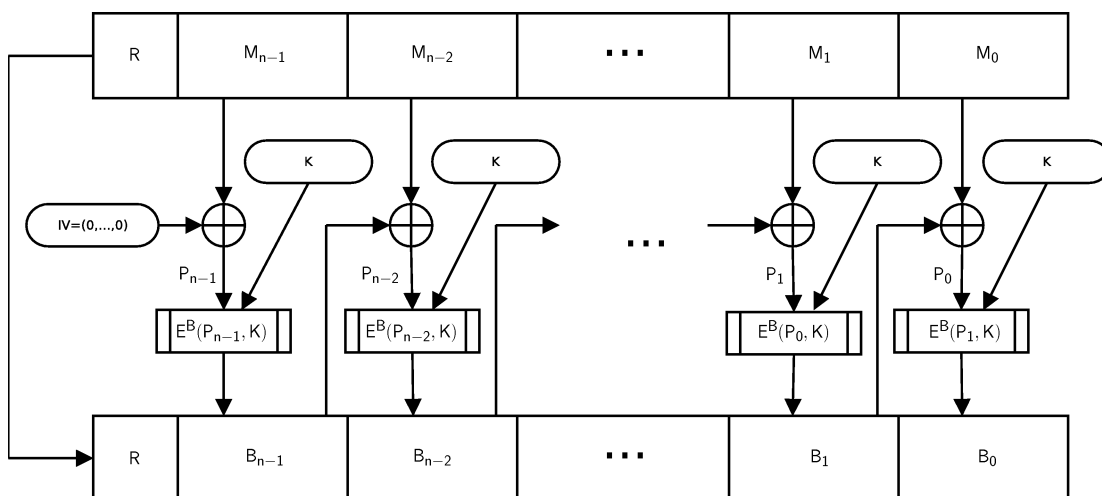 R M_{n−1} M_{n−2} ... M_1 M_0
K K K K
IV=(0,...,0) ...
P_{n−1} P_{n−2} P_1 P_0
E^B(P_{n−1}, K) E^B(P_{n−2}, K) E^B(P_0, K) E^B(P_1, K)
R B_{n−1} B_{n−2} ... B_1 B_0